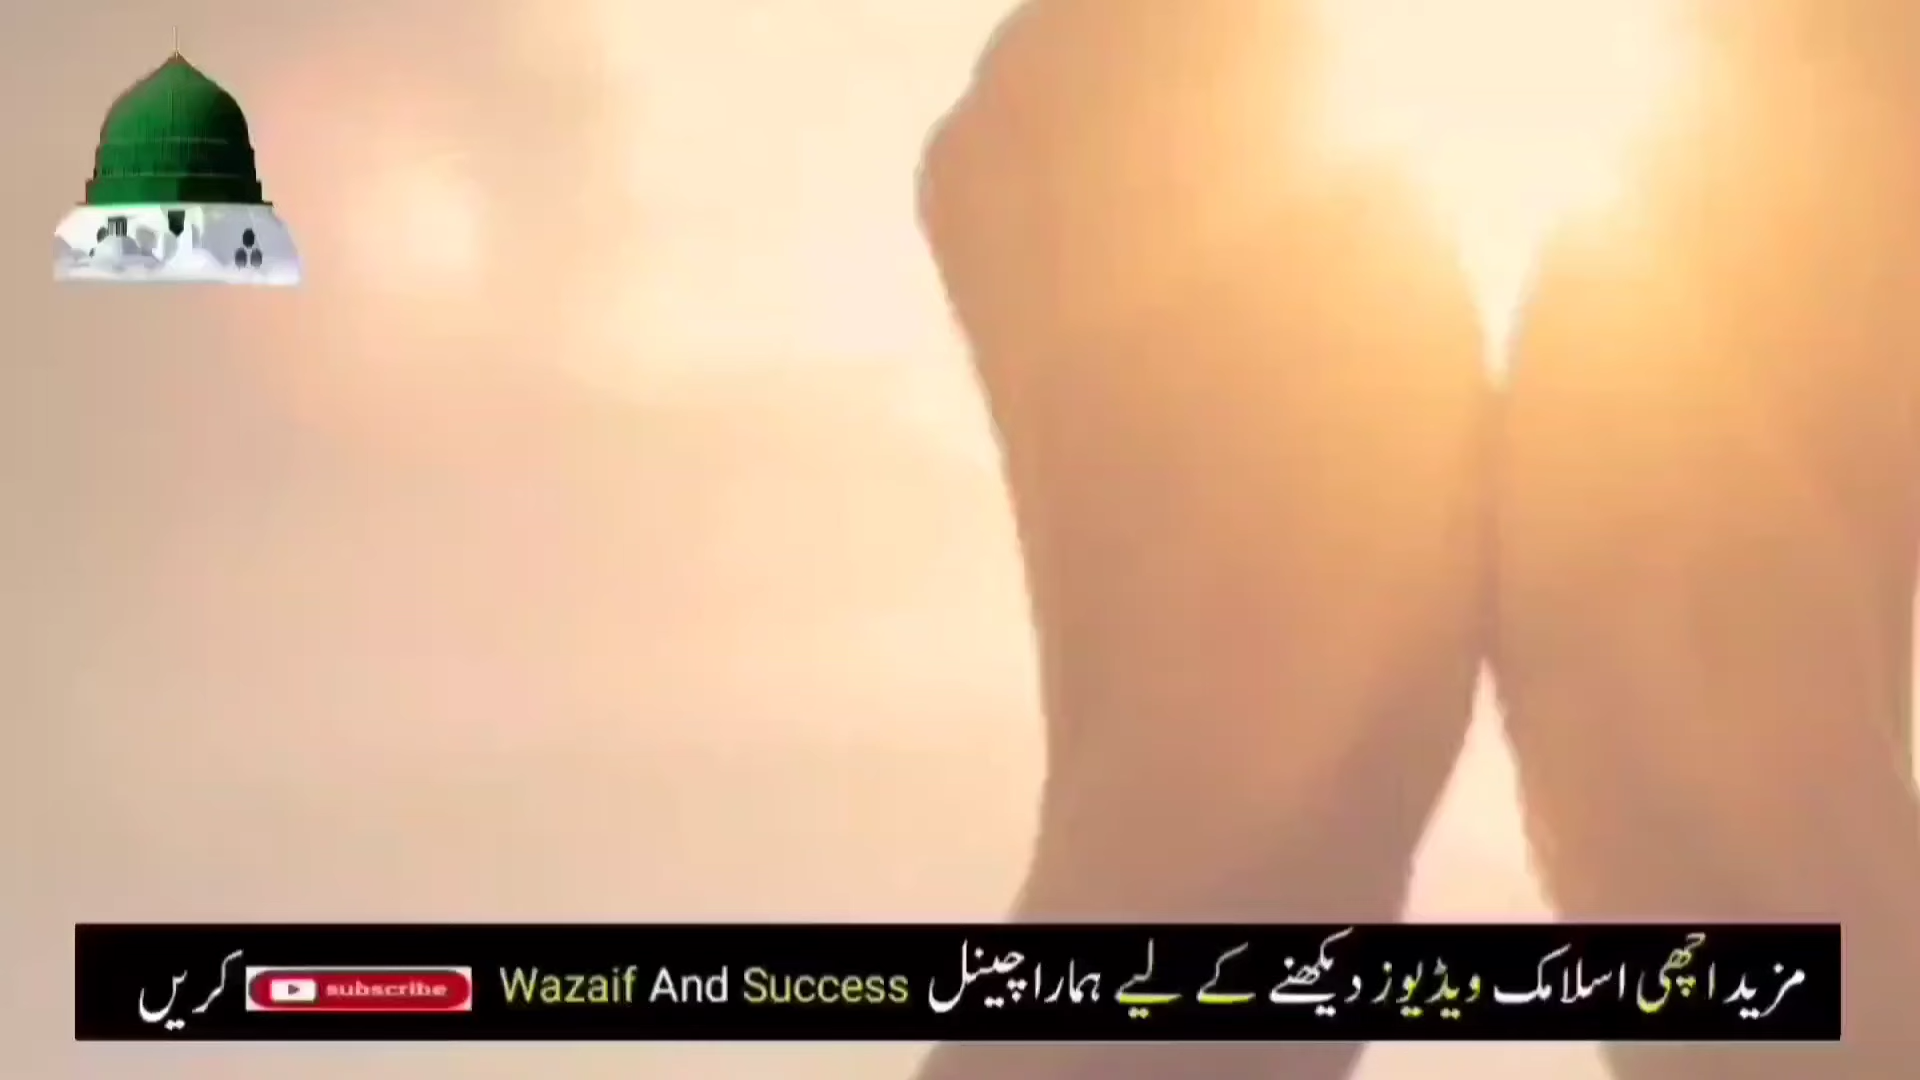 مزید اچھی اسلامک ویڈیوز دیکھنے کے لیے ہمارا چینل Wazaif And Success subscribe کریں